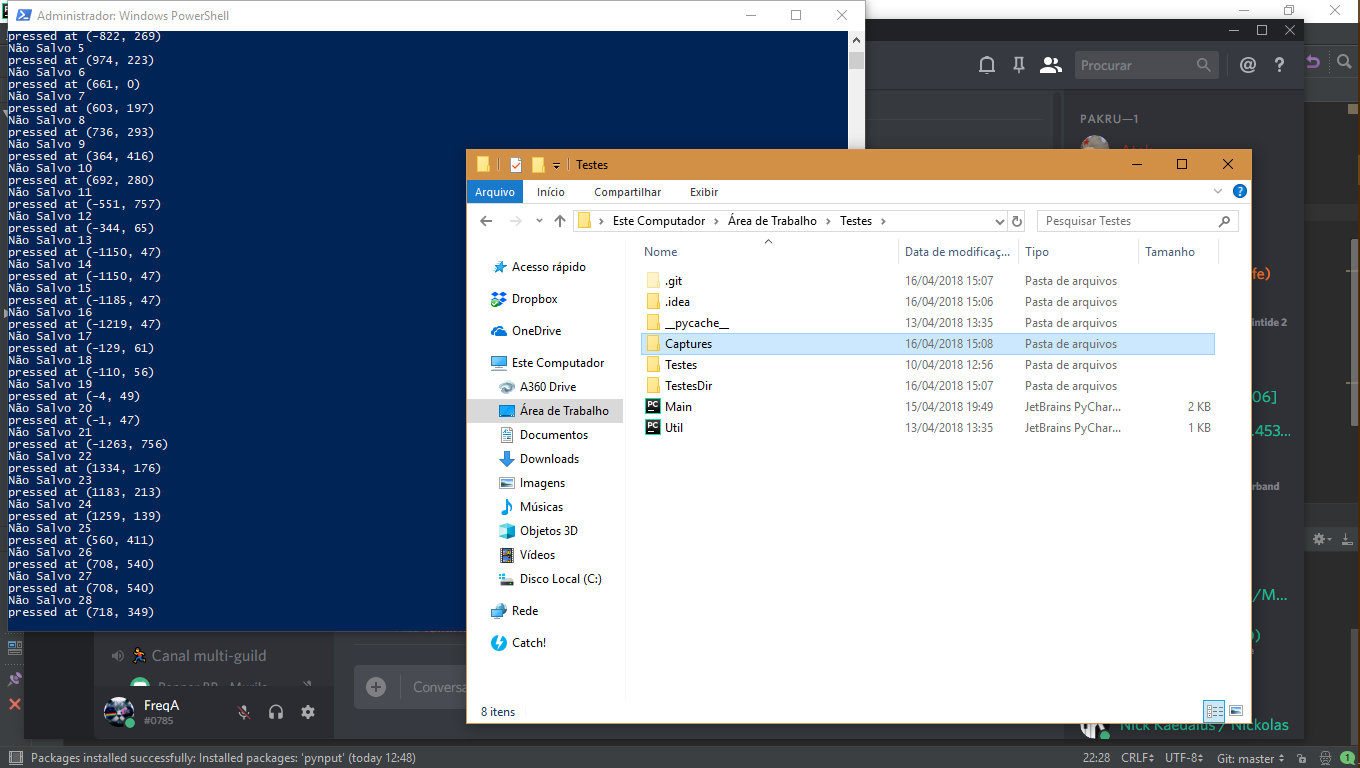 Administrador: Windows PowerShell
pressed at (-822, 269)
Não Salvo 5
pressed at (974, 223)
Não Salvo 6
pressed at (661, 0)
Não Salvo 7
pressed at (603, 197)
Não Salvo 8
pressed at (736, 293)
Não Salvo 9
pressed at (364, 416)
Não Salvo 10
pressed at (692, 280)
Não Salvo 11
pressed at (-551, 757)
Não Salvo 12
pressed at (-344, 65)
Não Salvo 13
pressed at (-1150, 47)
Não Salvo 14
pressed at (-1150, 47)
Não Salvo 15
pressed at (-1185, 47)
Não Salvo 16
pressed at (-1219, 47)
Não Salvo 17
pressed at (-129, 61)
Não Salvo 18
pressed at (-110, 56)
Não Salvo 19
pressed at (-4, 49)
Não Salvo 20
pressed at (-1, 47)
Não Salvo 21
pressed at (-1263, 756)
Não Salvo 22
pressed at (1334, 176)
Não Salvo 23
pressed at (1183, 213)
Não Salvo 24
pressed at (1259, 139)
Não Salvo 25
pressed at (560, 411)
Não Salvo 26
pressed at (708, 540)
Não Salvo 27
pressed at (708, 540)
Não Salvo 28
pressed at (718, 349)
Procurar
PAKRU—1
Testes
Arquivo Início Compartilhar Exibir
Este Computador Área de Trabalho Testes
Pesquisar Testes
Acesso rápido
Dropbox
OneDrive
Este Computador
A360 Drive
Área de Trabalho
Documentos
Downloads
Imagens
Músicas
Objetos 3D
Vídeos
Disco Local (C:)
Rede
Catch!
Nome Data de modificaç... Tipo Tamanho
.git 16/04/2018 15:07 Pasta de arquivos
.idea 16/04/2018 15:06 Pasta de arquivos
__pycache__ 13/04/2018 13:35 Pasta de arquivos
Captures 16/04/2018 15:08 Pasta de arquivos
Testes 10/04/2018 12:56 Pasta de arquivos
TestesDir 16/04/2018 15:07 Pasta de arquivos
Main 15/04/2018 19:49 JetBrains PyChar... 2 KB
Util 13/04/2018 13:35 JetBrains PyChar... 1 KB
8 itens
fe)
intide 2
06]
.453...
erband
/M...
Canal multi-guild
Conversa
FreqA
#0785
Nick Kaedalus / Nickolas
Packages installed successfully: Installed packages: 'pynput' (today 12:48)
22:28 CRLF UTF-8 Git: master 1